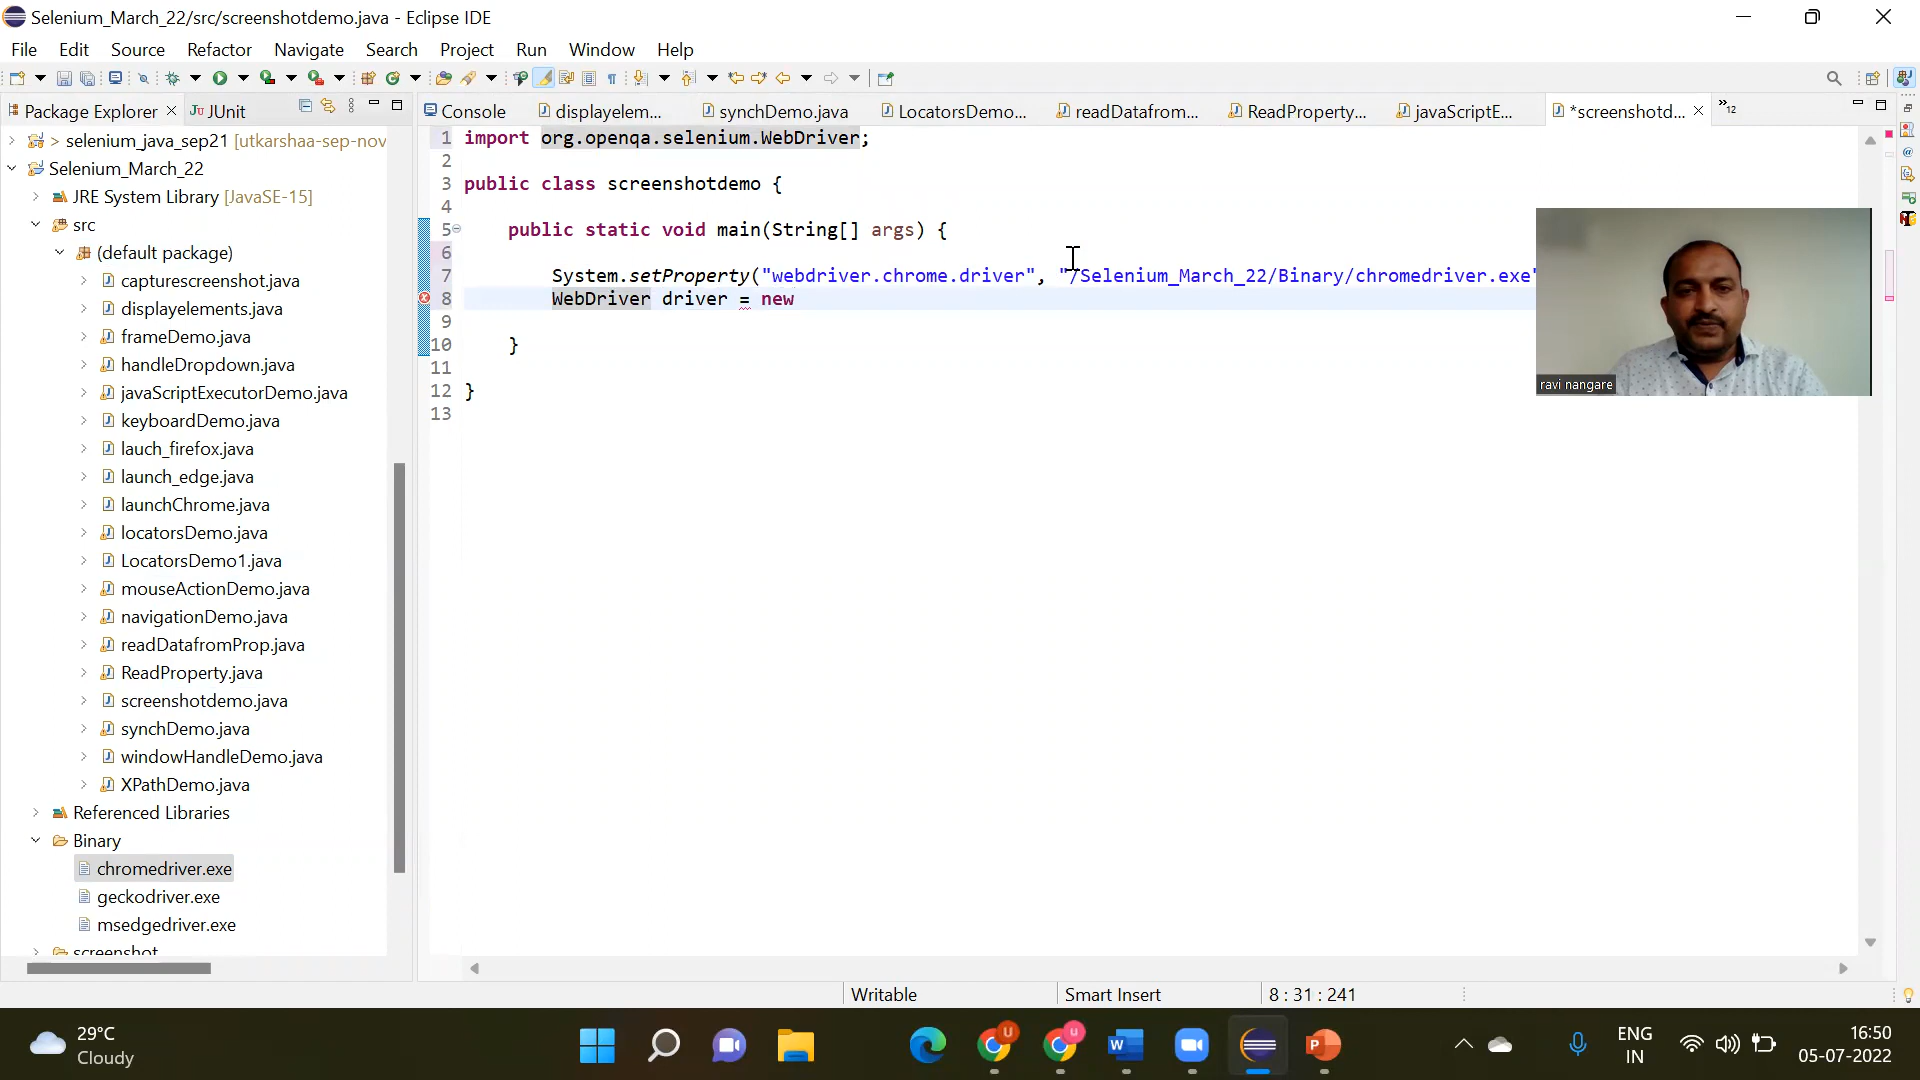 Selenium_March_22/src/screenshotdemo.java - Eclipse IDE
File Edit Source Refactor Navigate Search Project Run Window Help
Package Explorer JUnit
Console displayelem... synchDemo.java LocatorsDemo... readDatafrom... ReadProperty... javaScriptE... *screenshotd... »12
> selenium_java_sep21 [utkarshaa-sep-nov
Selenium_March_22
JRE System Library [JavaSE-15]
src
(default package)
capturescreenshot.java
displayelements.java
frameDemo.java
handleDropdown.java
javaScriptExecutorDemo.java
keyboardDemo.java
lauch_firefox.java
launch_edge.java
launchChrome.java
locatorsDemo.java
LocatorsDemo1.java
mouseActionDemo.java
navigationDemo.java
readDatafromProp.java
ReadProperty.java
screenshotdemo.java
synchDemo.java
windowHandleDemo.java
XPathDemo.java
Referenced Libraries
Binary
chromedriver.exe
geckodriver.exe
msedgedriver.exe
screenshot
1 import org.openqa.selenium.WebDriver;
2
3 public class screenshotdemo {
4
5 public static void main(String[] args) {
6
7 System.setProperty("webdriver.chrome.driver", "/Selenium_March_22/Binary/chromedriver.exe"
8 WebDriver driver = new
9
10 }
11
12 }
13
ravi nangare
Writable Smart Insert 8 : 31 : 241
29°C
Cloudy
ENG
IN
16:50
05-07-2022